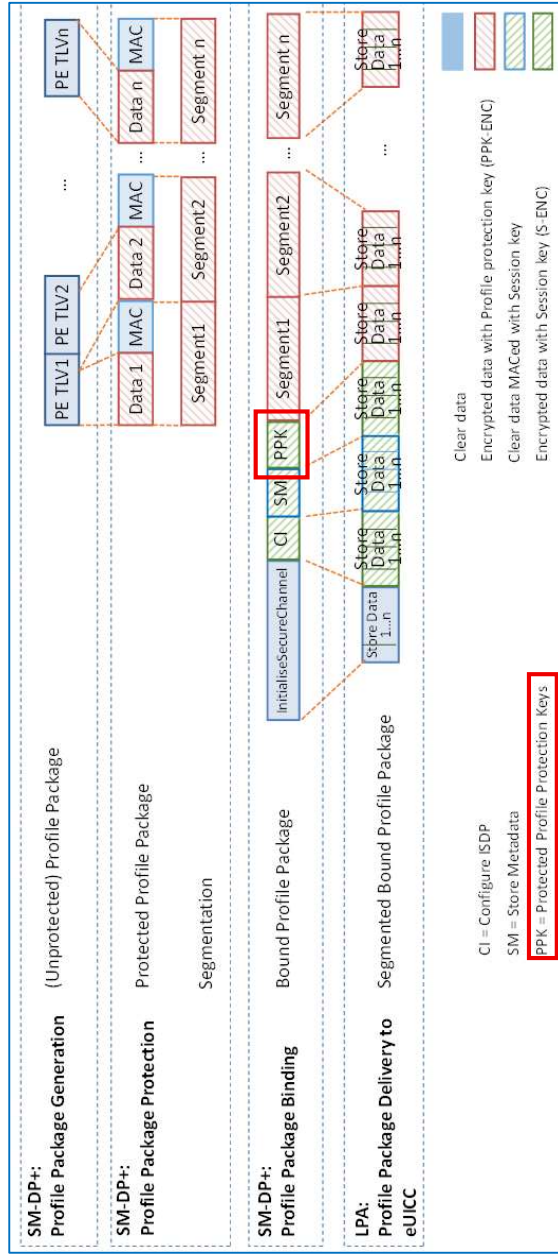 SM-DP+:
Profile Package Generation
(Unprotected) Profile Package
PE TLV1
PE TLV2
...
PE TLVn
SM-DP+:
Profile Package Protection
Protected Profile Package
Data 1
MAC
Data 2
MAC
...
Data n
MAC
Segmentation
Segment1
Segment2
...
Segment n
SM-DP+:
Profile Package Binding
Bound Profile Package
InitialiseSecureChannel
CI
SM
PPK
Segment1
Segment2
...
Segment n
LPA:
Profile Package Delivery to
eUICC
Segmented Bound Profile Package
Store Data
1...n
Store
Data
1...n
Store
Data
1...n
Store
Data
1...n
Store
Data
1...n
Store
Data
1...n
...
Store
Data
1...n
CI = Configure ISDP
SM = Store Metadata
PPK = Protected Profile Protection Keys
Clear data
Encrypted data with Profile protection key (PPK-ENC)
Clear data MACed with Session key
Encrypted data with Session key (S-ENC)